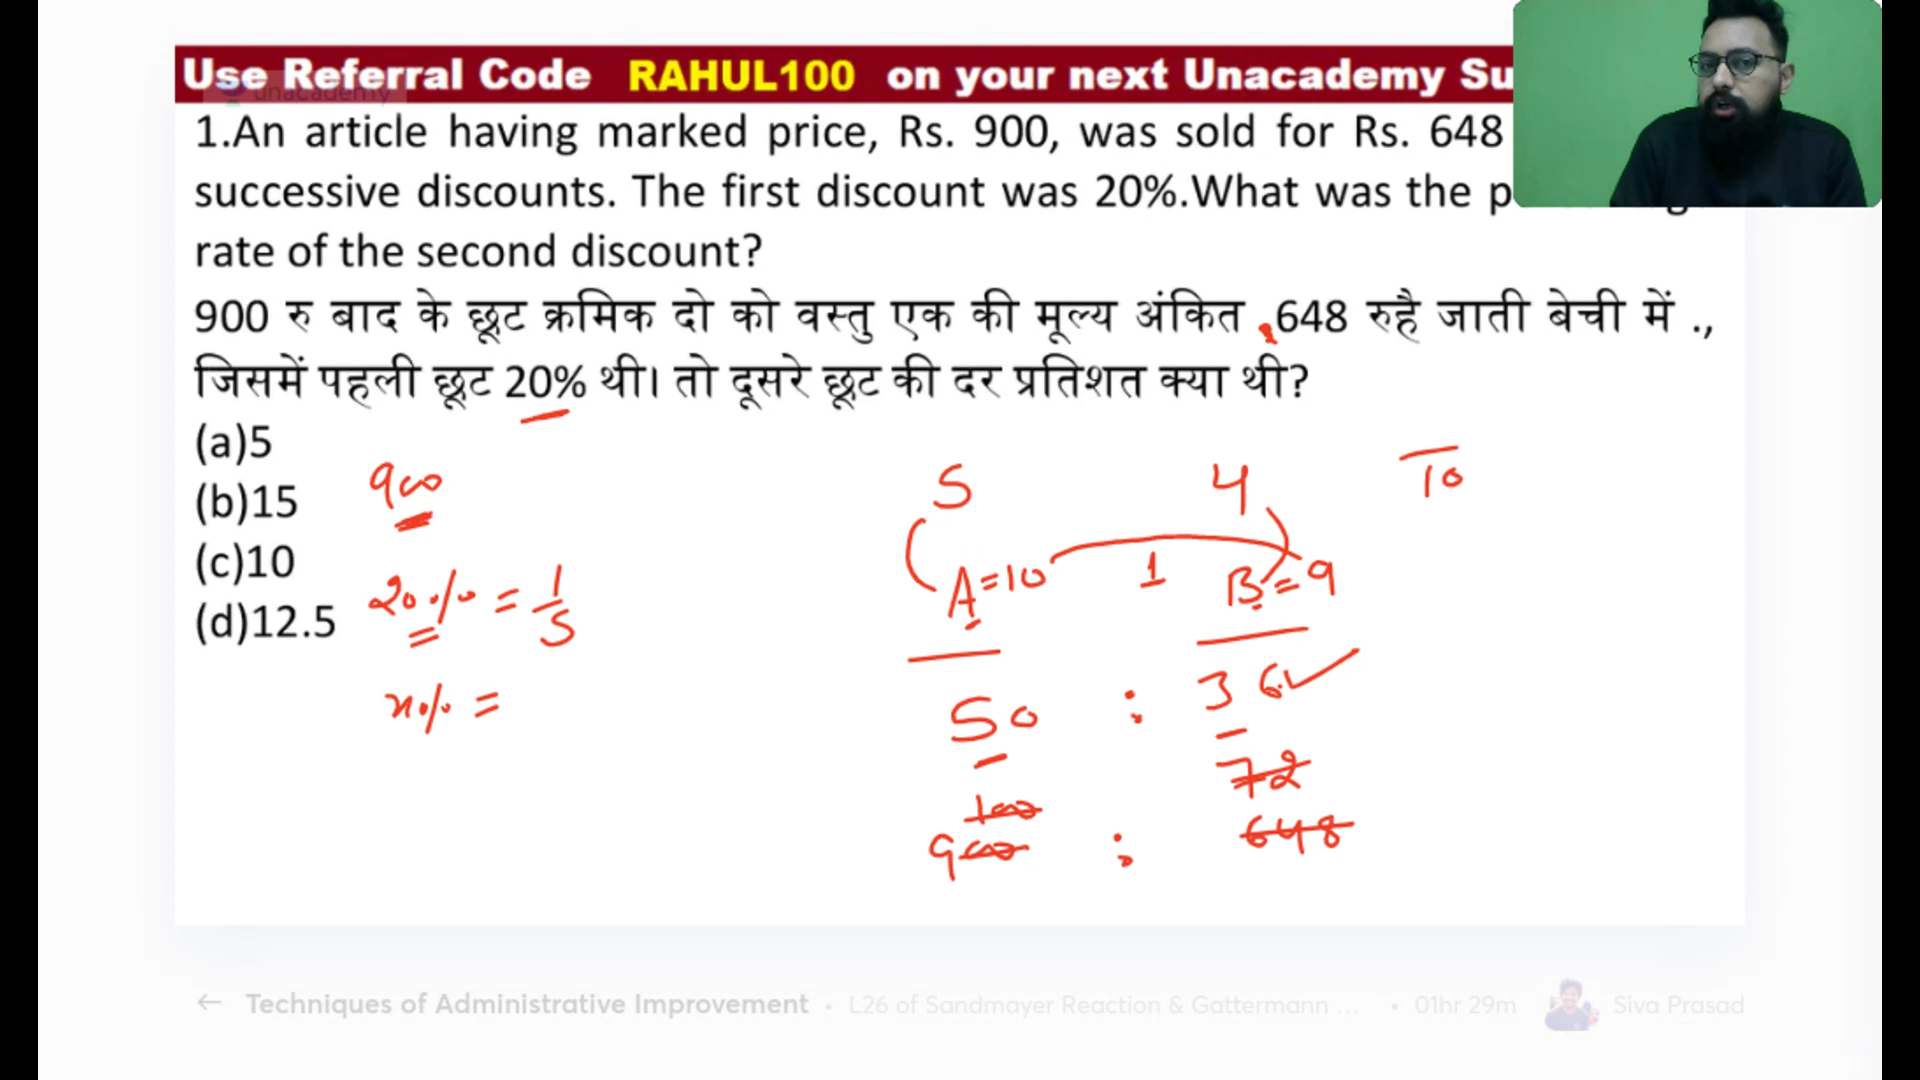 Use Referral Code RAHUL100 on your next Unacademy Su
unacademy
1.An article having marked price, Rs. 900, was sold for Rs. 648
successive discounts. The first discount was 20%.What was the p
rate of the second discount?
900 रु बाद के छूट क्रमिक दो को वस्तु एक की मूल्य अंकित 648 रुहै जाती बेची में .,
जिसमें पहली छूट 20% थी। तो दूसरे छूट की दर प्रतिशत क्या थी?
(a)5
(b)15
(c)10
(d)12.5
900
20% = 1/5
x% =
5 4 10
A=10 1 B=9
50 : 36
100 72
900 : 648
← Techniques of Administrative Improvement • L26 of Sandmayer Reaction & Gattermann ... • 01hr 29m Siva Prasad